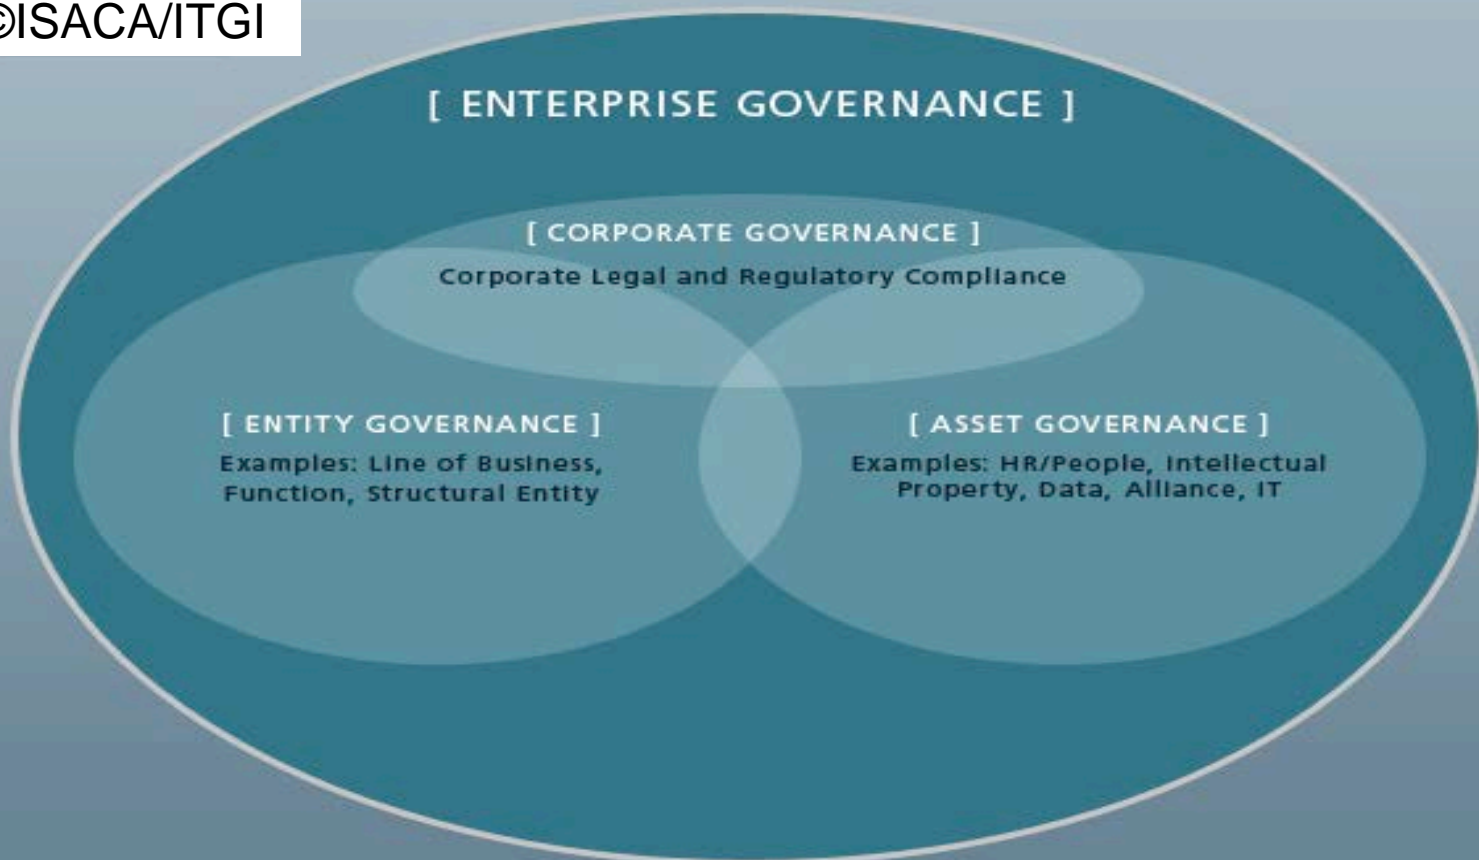 ©ISACA/ITGI
[ ENTERPRISE GOVERNANCE ]
[ CORPORATE GOVERNANCE ]
Corporate Legal and Regulatory Compliance
[ ENTITY GOVERNANCE ]
Examples: Line of Business,
Function, Structural Entity
[ ASSET GOVERNANCE ]
Examples: HR/People, Intellectual
Property, Data, Alliance, IT